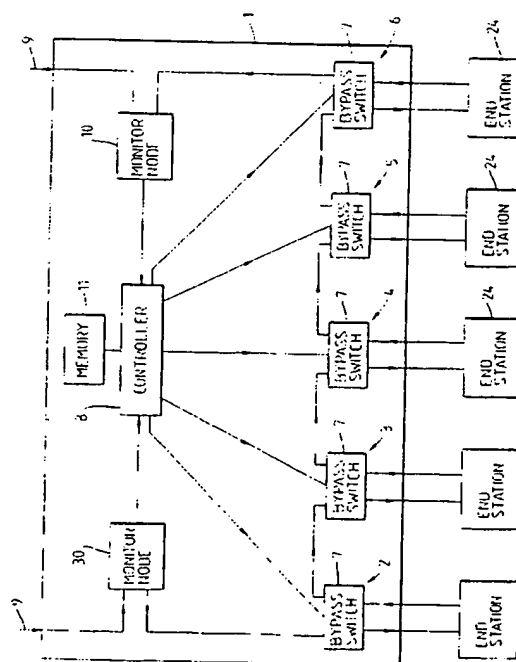 9
9
1
MONITOR
NODE
30
MEMORY
11
CONTROLLER
8
MONITOR
NODE
10
BYPASS
SWITCH
7
2
BYPASS
SWITCH
7
3
BYPASS
SWITCH
7
4
BYPASS
SWITCH
7
5
BYPASS
SWITCH
7
6
END
STATION
END
STATION
END
STATION
24
END
STATION
24
END
STATION
24